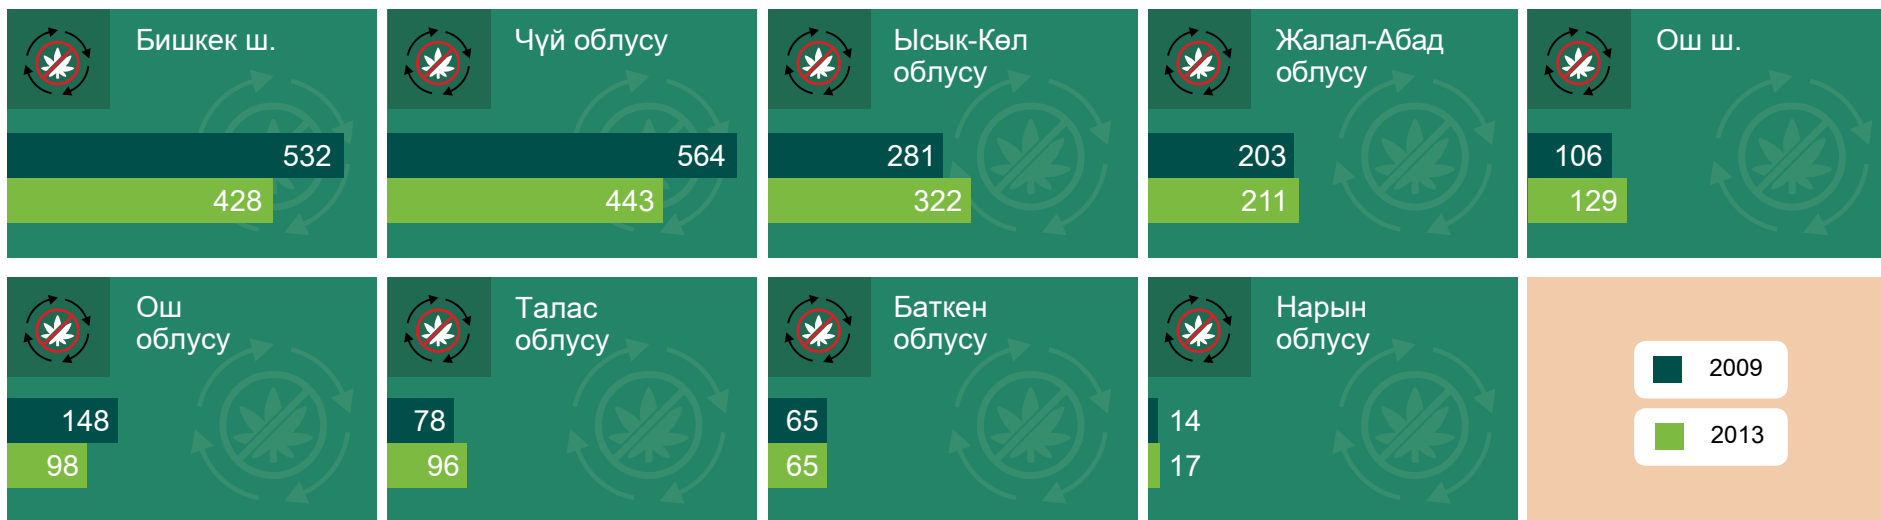 Бишкек ш.
532
428
Чүй облусу
564
443
Ысык-Көл
облусу
281
322
Жалал-Абад
облусу
203
211
Ош ш.
106
129
Ош
облусу
148
98
Талас
облусу
78
96
Баткен
облусу
65
65
Нарын
облусу
14
17
2009
2013